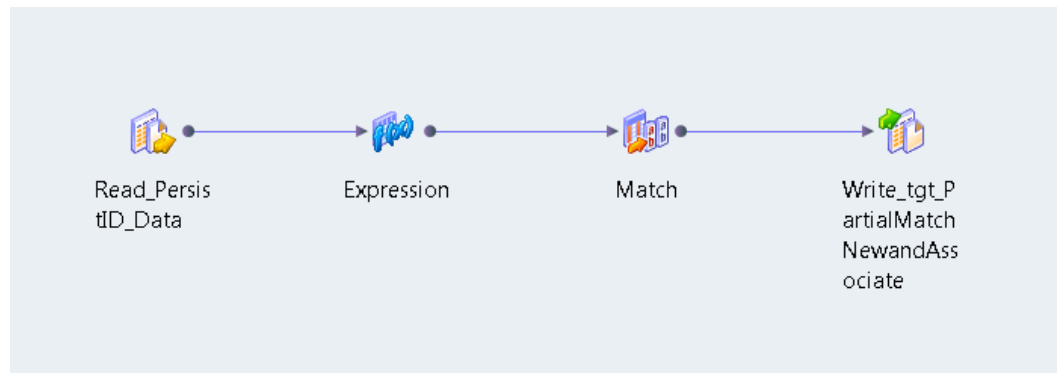 Read_Persis
tID_Data
Expression
Match
Write_tgt_P
artialMatch
NewandAss
ociate